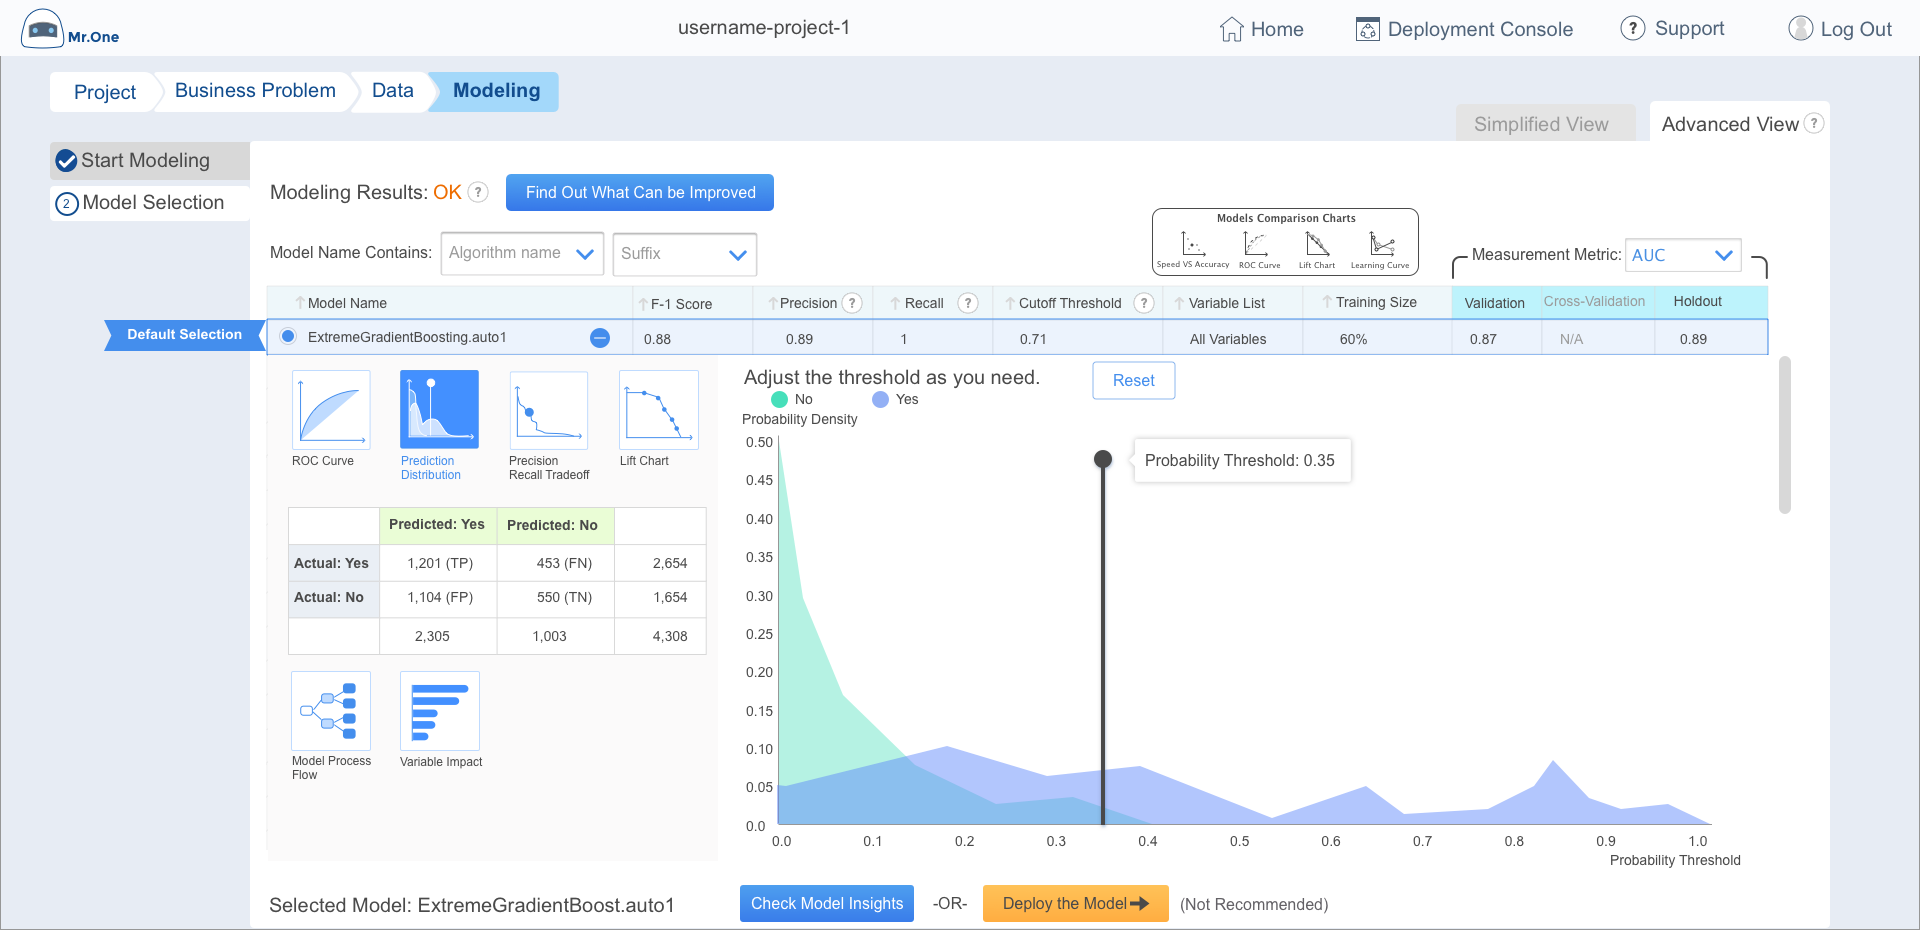 Mr.One
username-project-1
Home
Deployment Console
? Support
Log Out
Project
Business Problem
Data
Modeling
Simplified View
Advanced View ?
Start Modeling
2 Model Selection
Modeling Results: OK ?
Find Out What Can be Improved
Model Name Contains:
Algorithm name
Suffix
Models Comparison Charts
Speed VS Accuracy
ROC Curve
Lift Chart
Learning Curve
Measurement Metric: AUC
Model Name
F-1 Score
Precision ?
Recall ?
Cutoff Threshold ?
Variable List
Training Size
Validation
Cross-Validation
Holdout
Default Selection
ExtremeGradientBoosting.auto1
0.88
0.89
1
0.71
All Variables
60%
0.87
N/A
0.89
ROC Curve
Prediction
Distribution
Precision
Recall Tradeoff
Lift Chart
Predicted: Yes
Predicted: No
Actual: Yes
1,201 (TP)
453 (FN)
2,654
Actual: No
1,104 (FP)
550 (TN)
1,654
2,305
1,003
4,308
Model Process
Flow
Variable Impact
Adjust the threshold as you need.
Reset
No
Yes
Probability Density
Probability Threshold: 0.35
0.50
0.45
0.40
0.35
0.30
0.25
0.20
0.15
0.10
0.05
0.0
0.0
0.1
0.2
0.3
0.4
0.5
0.6
0.7
0.8
0.9
1.0
Probability Threshold
Selected Model: ExtremeGradientBoost.auto1
Check Model Insights
-OR-
Deploy the Model
(Not Recommended)